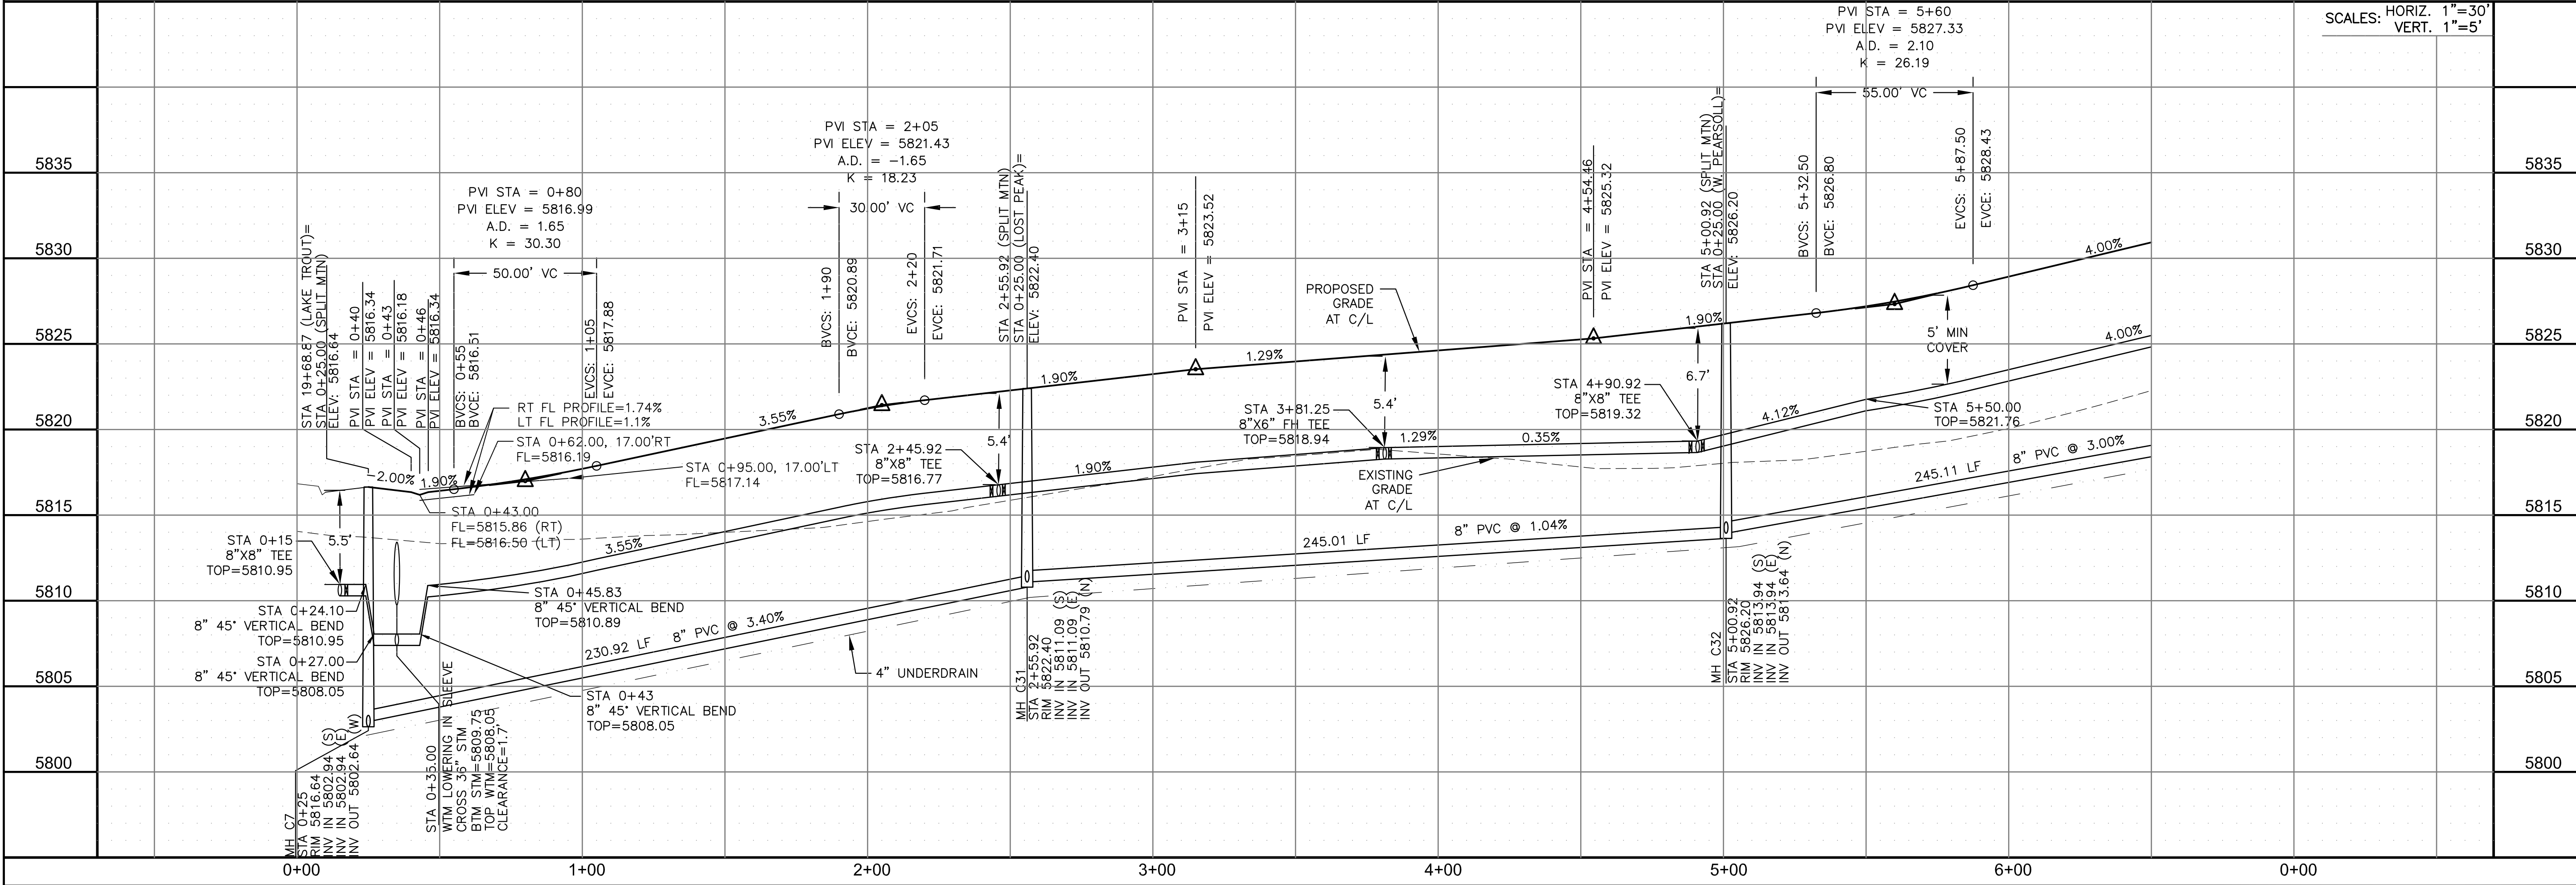 SCALES: HORIZ. 1"=30'
VERT. 1"=5'
PVI STA = 5+60
PVI ELEV = 5827.33
A.D. = 2.10
K = 26.19
55.00' VC
BVCS: 5+32.50
BVCE: 5826.80
EVCS: 5+87.50
EVCE: 5828.43
PVI STA = 2+05
PVI ELEV = 5821.43
A.D. = -1.65
K = 18.23
30.00' VC
BVCS: 1+90
BVCE: 5820.89
EVCS: 2+20
EVCE: 5821.71
PVI STA = 0+80
PVI ELEV = 5816.99
A.D. = 1.65
K = 30.30
50.00' VC
BVCS: 0+55
BVCE: 5816.51
EVCS: 1+05
EVCE: 5817.88
STA 19+68.87 (LAKE TROUT)=
STA 0+25.00 (SPLIT MTN)
ELEV: 5816.64
PVI STA = 0+40
PVI ELEV = 5816.34
PVI STA = 0+43
PVI ELEV = 5816.18
PVI STA = 0+46
PVI ELEV = 5816.34
STA 2+55.92 (SPLIT MTN)
STA 0+25.00 (LOST PEAK)=
ELEV: 5822.40
PVI STA = 3+15
PVI ELEV = 5823.52
PVI STA = 4+54.46
PVI ELEV = 5825.32
STA 5+00.92 (SPLIT MTN)
STA 0+25.00 (W. PEARSOLL)=
ELEV: 5826.20
PROPOSED
GRADE
AT C/L
-2.00%
1.90%
3.55%
1.90%
1.29%
1.90%
4.00%
RT FL PROFILE=1.74%
LT FL PROFILE=1.1%
STA 0+62.00, 17.00'RT
FL=5816.19
STA 0+95.00, 17.00'LT
FL=5817.14
STA 0+43.00
FL=5815.86 (RT)
FL=5816.50 (LT)
STA 2+45.92
8"X8" TEE
TOP=5816.77
5.4'
STA 3+81.25
8"X6" FH TEE
TOP=5818.94
5.4'
STA 4+90.92
8"X8" TEE
TOP=5819.32
6.7'
5' MIN
COVER
4.00%
STA 5+50.00
TOP=5821.76
EXISTING
GRADE
AT C/L
3.55%
1.90%
1.29%
0.35%
4.12%
STA 0+15
8"X8" TEE
TOP=5810.95
5.5'
STA 0+24.10
8" 45° VERTICAL BEND
TOP=5810.95
STA 0+27.00
8" 45° VERTICAL BEND
TOP=5808.05
STA 0+45.83
8" 45° VERTICAL BEND
TOP=5810.89
STA 0+43
8" 45° VERTICAL BEND
TOP=5808.05
230.92 LF
8" PVC @ 3.40%
4" UNDERDRAIN
245.01 LF
8" PVC @ 1.04%
245.11 LF
8" PVC @ 3.00%
MH C7
STA 0+25
RIM 5816.64
INV IN 5802.94 (S)
INV IN 5802.94 (E)
INV OUT 5802.64 (W)
STA 0+35.00
WTM LOWERING IN SLEEVE
CROSS 36" STM
BTM STM=5809.75
TOP WTM=5808.05
CLEARANCE=1.7'
MH C31
STA 2+55.92
RIM 5822.40
INV IN 5811.09 (S)
INV IN 5811.09 (E)
INV OUT 5810.79 (N)
MH C32
STA 5+00.92
RIM 5826.20
INV IN 5813.94 (S)
INV IN 5813.94 (E)
INV OUT 5813.64 (N)
5835
5830
5825
5820
5815
5810
5805
5800
5835
5830
5825
5820
5815
5810
5805
5800
0+00
1+00
2+00
3+00
4+00
5+00
6+00
0+00